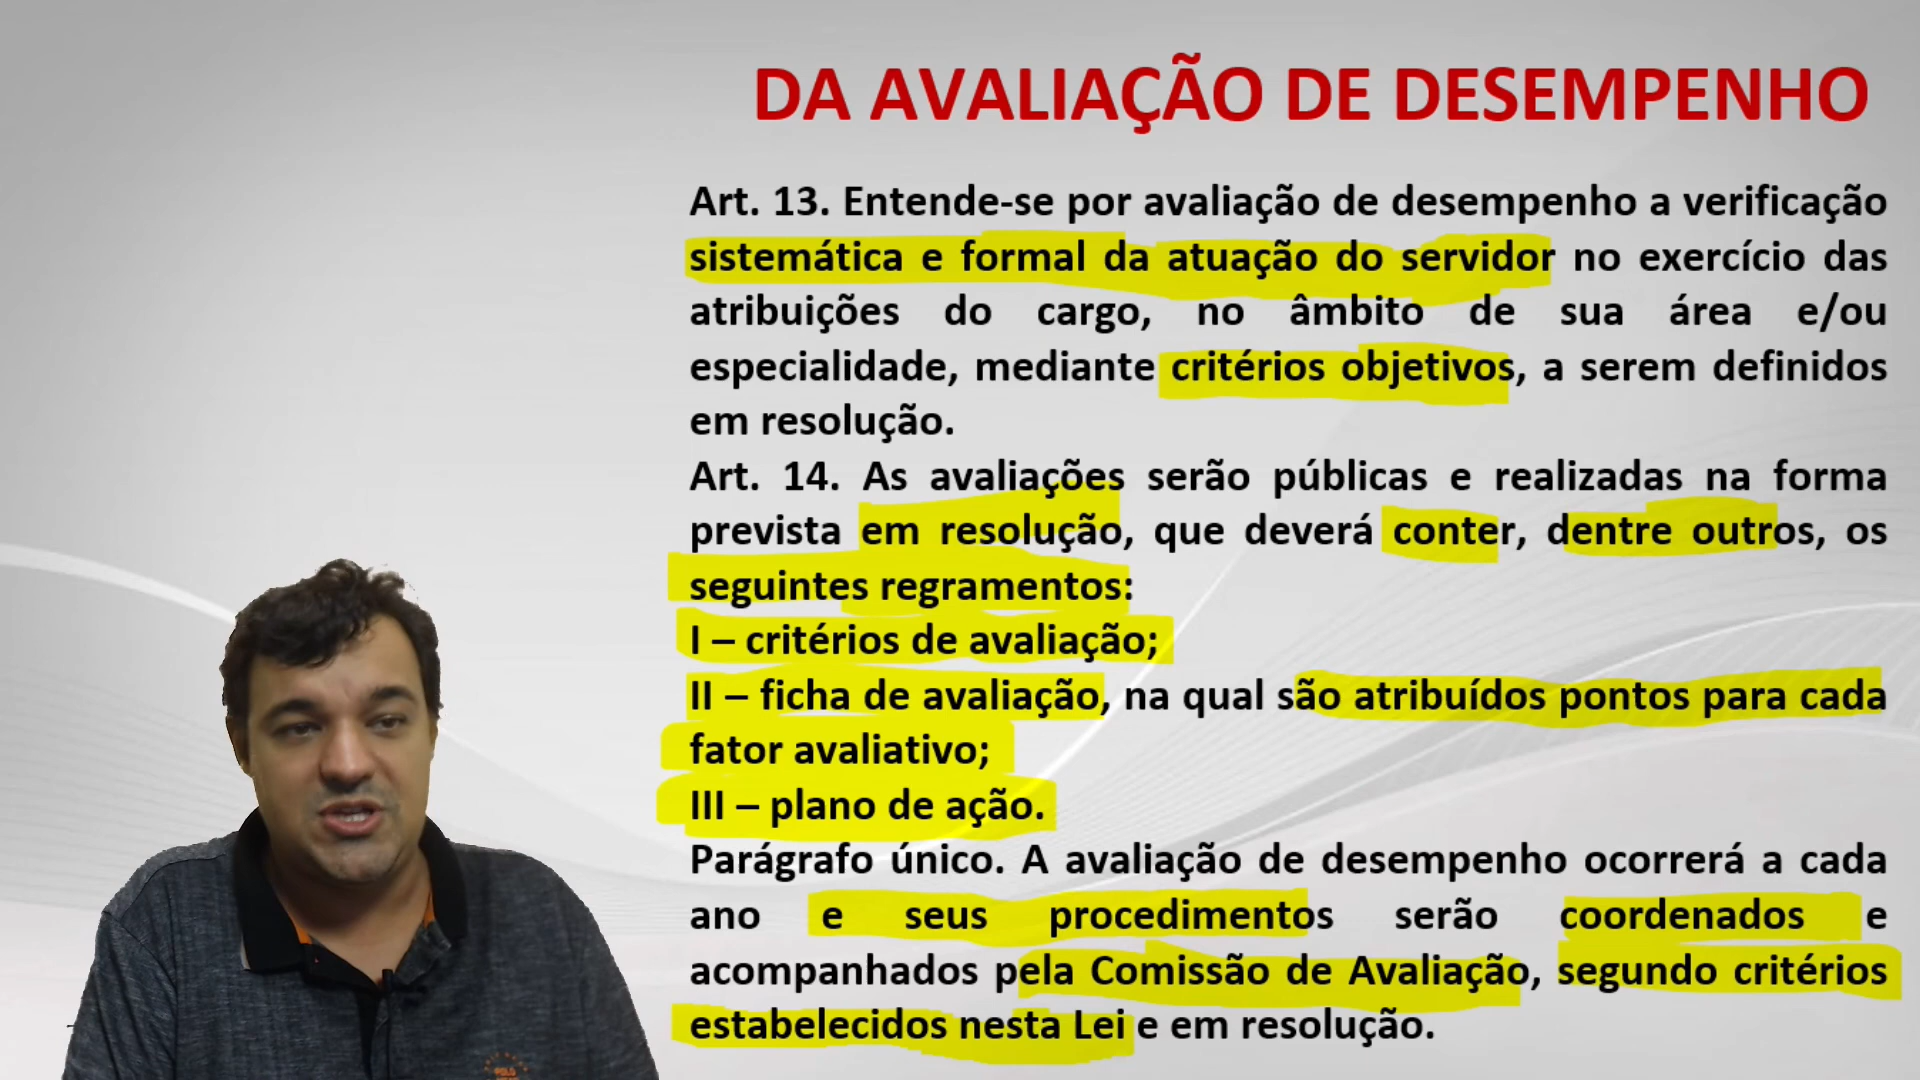 DA AVALIAÇÃO DE DESEMPENHO
Art. 13. Entende-se por avaliação de desempenho a verificação
sistemática e formal da atuação do servidor no exercício das
atribuições do cargo, no âmbito de sua área e/ou
especialidade, mediante critérios objetivos, a serem definidos
em resolução.
Art. 14. As avaliações serão públicas e realizadas na forma
prevista em resolução, que deverá conter, dentre outros, os
seguintes regramentos:
I – critérios de avaliação;
II – ficha de avaliação, na qual são atribuídos pontos para cada
fator avaliativo;
III – plano de ação.
Parágrafo único. A avaliação de desempenho ocorrerá a cada
ano e seus procedimentos serão coordenados e
acompanhados pela Comissão de Avaliação, segundo critérios
estabelecidos nesta Lei e em resolução.
POLO